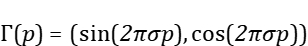 Γ(p) = (sin(2πσp), cos(2πσp))